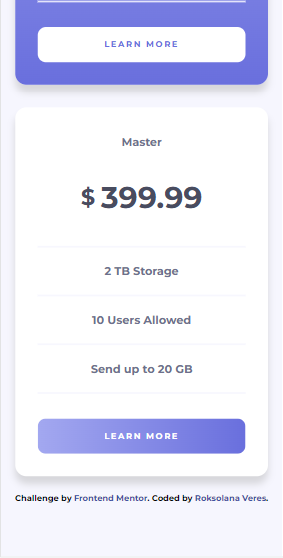 LEARN MORE
Master
$ 399.99
2 TB Storage
10 Users Allowed
Send up to 20 GB
LEARN MORE
Challenge by Frontend Mentor. Coded by Roksolana Veres.